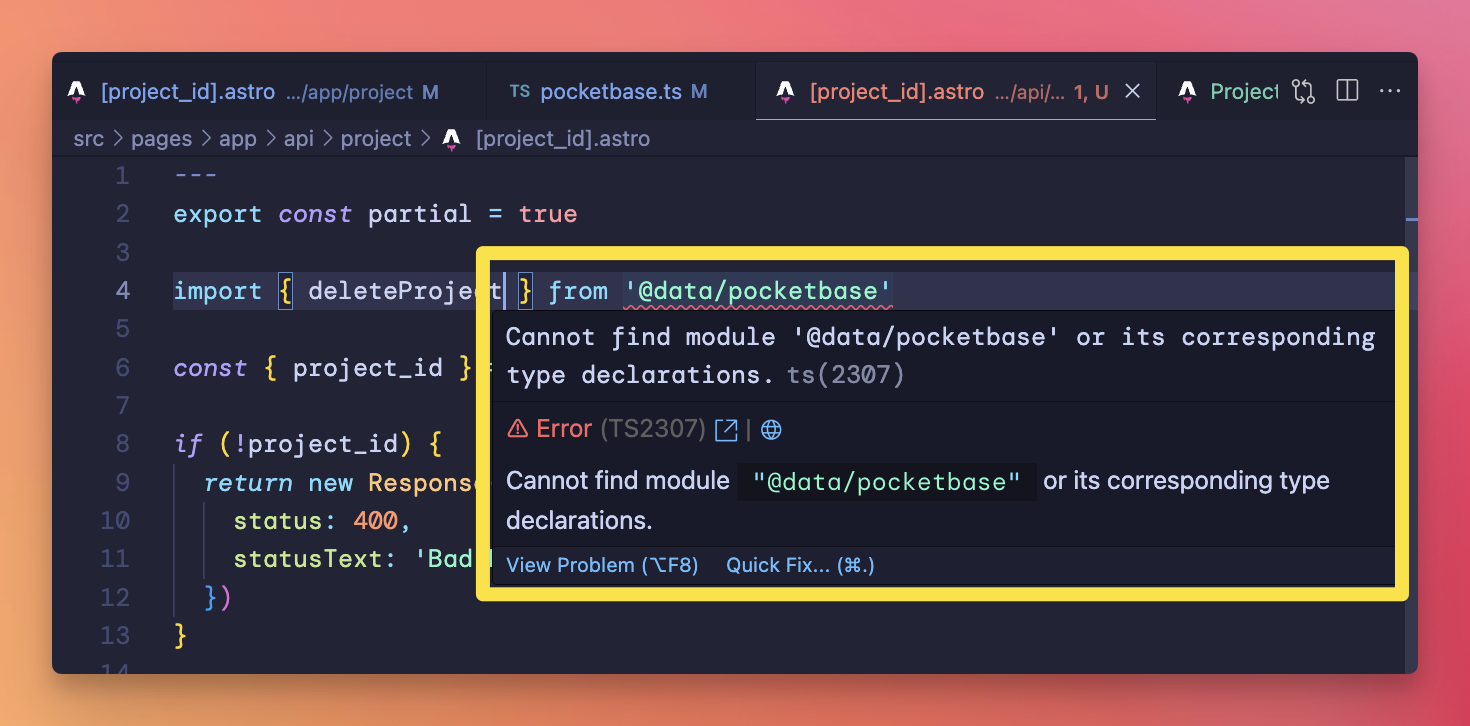 [project_id].astro .../app/project M
TS pocketbase.ts M
[project_id].astro .../api/... 1, U
Project
src > pages > app > api > project > [project_id].astro
1 ---
2 export const partial = true
3
4 import { deleteProject } from '@data/pocketbase'
5
6 const { project_id }
7
8 if (!project_id) {
9 return new Response
10 status: 400,
11 statusText: 'Bad
12 })
13 }
14
Cannot find module '@data/pocketbase' or its corresponding
type declarations. ts(2307)
Error (TS2307) |
Cannot find module "@data/pocketbase" or its corresponding type
declarations.
View Problem (⌥F8) Quick Fix... (⌘.)